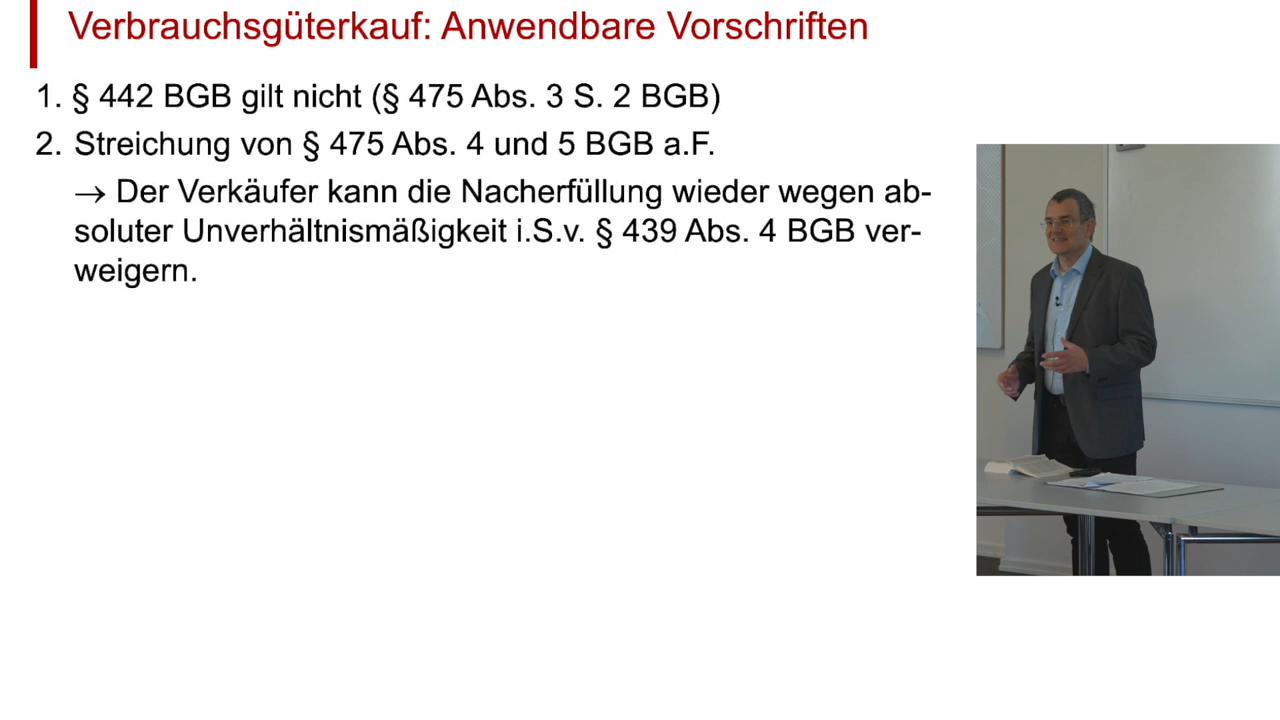 Verbrauchsgüterkauf: Anwendbare Vorschriften
1. § 442 BGB gilt nicht (§ 475 Abs. 3 S. 2 BGB)
2. Streichung von § 475 Abs. 4 und 5 BGB a.F.
→ Der Verkäufer kann die Nacherfüllung wieder wegen ab-
soluter Unverhältnismäßigkeit i.S.v. § 439 Abs. 4 BGB ver-
weigern.